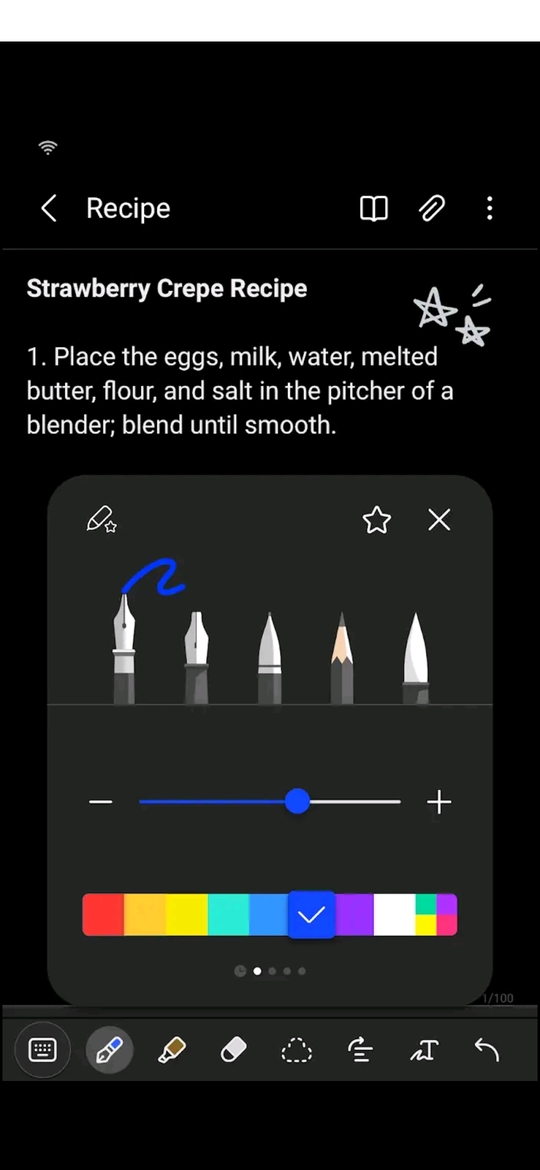 Recipe
Strawberry Crepe Recipe
1. Place the eggs, milk, water, melted
butter, flour, and salt in the pitcher of a
blender; blend until smooth.
1/100
T